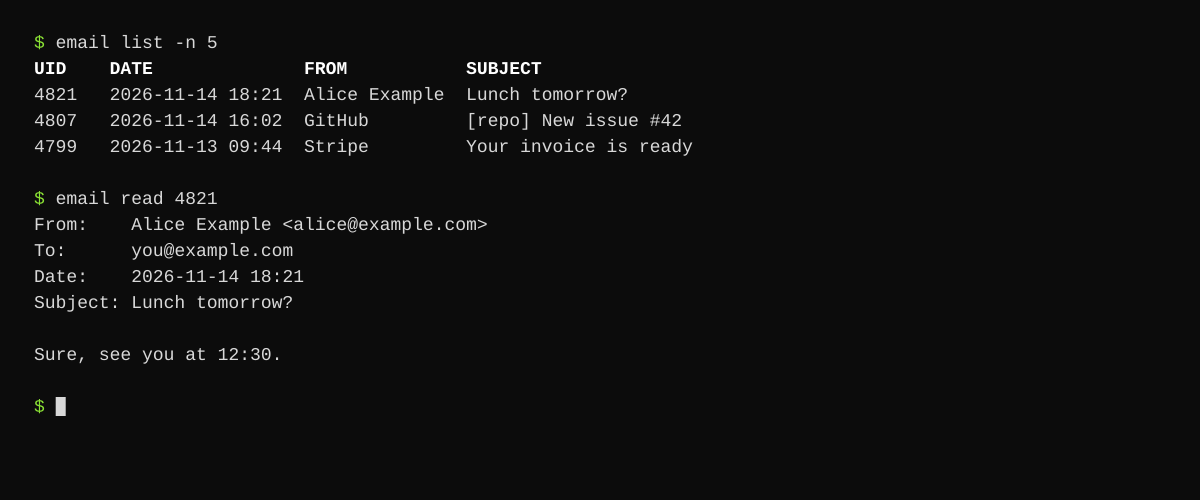 $ email list -n 5
UID    DATE              FROM           SUBJECT
4821   2026-11-14 18:21  Alice Example  Lunch tomorrow?
4807   2026-11-14 16:02  GitHub         [repo] New issue #42
4799   2026-11-13 09:44  Stripe         Your invoice is ready
$ email read 4821
From:    Alice Example <alice@example.com>
To:      you@example.com
Date:    2026-11-14 18:21
Subject: Lunch tomorrow?
Sure, see you at 12:30.
$